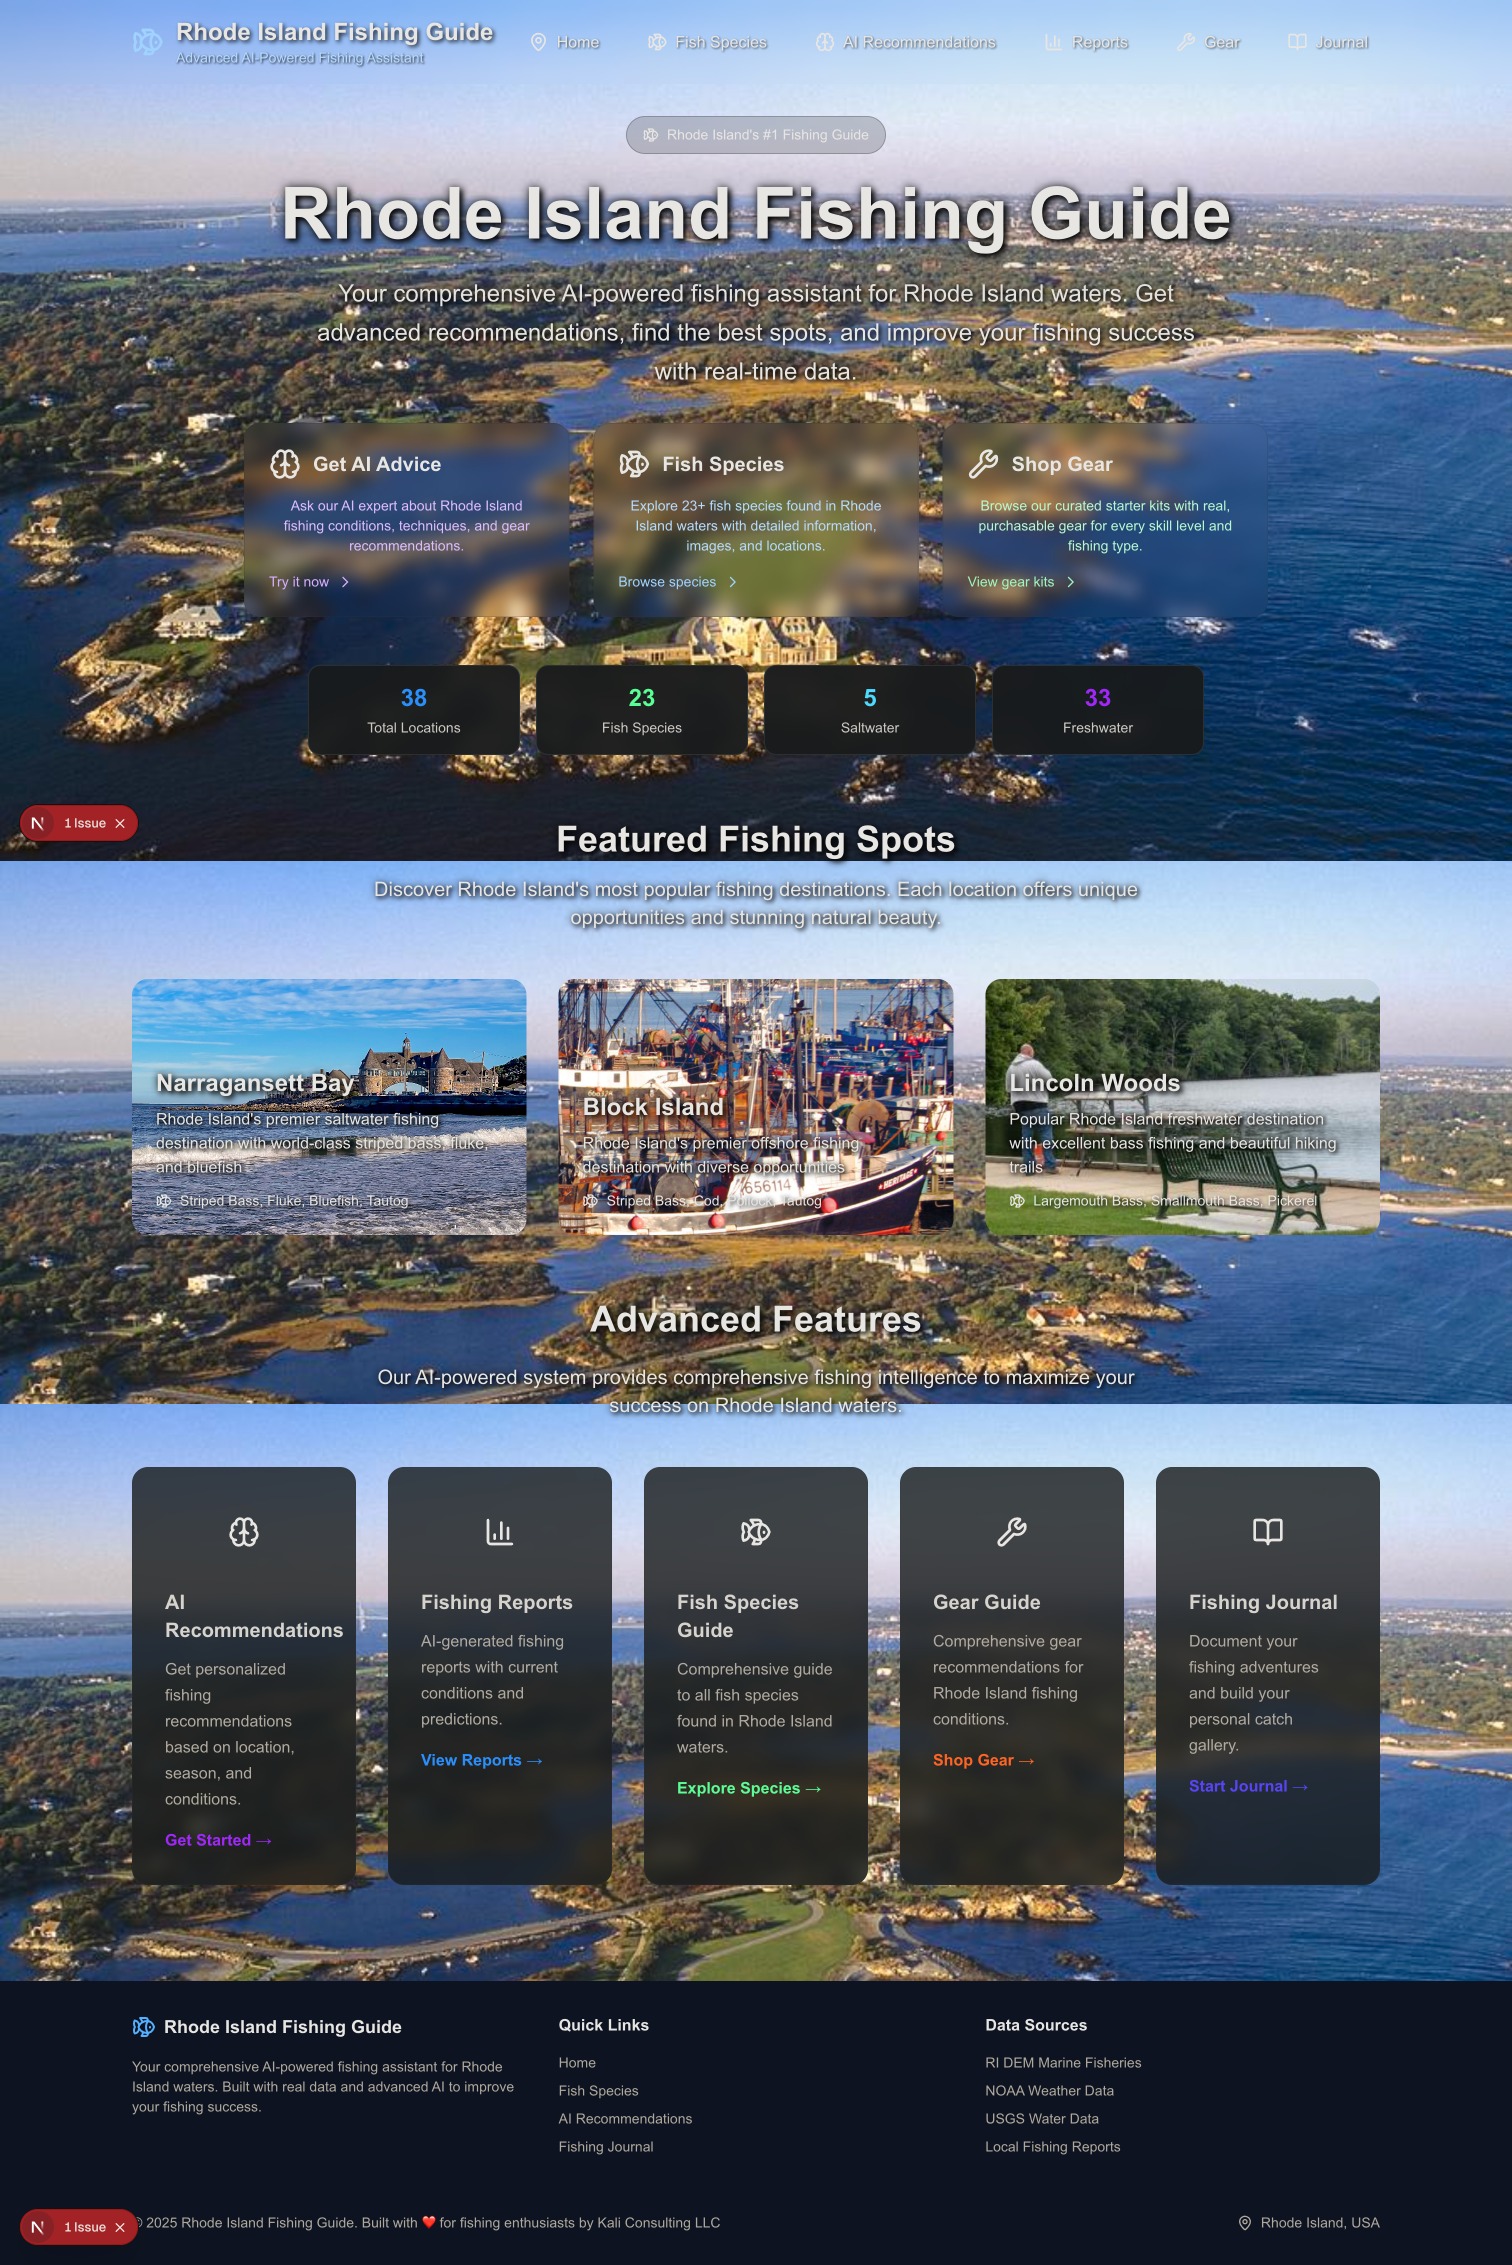 Rhode Island Fishing Guide
Advanced AI-Powered Fishing Assistant
Home
Fish Species
AI Recommendations
Reports
Gear
Journal
Rhode Island's #1 Fishing Guide
Rhode Island Fishing Guide
Your comprehensive AI-powered fishing assistant for Rhode Island waters. Get
advanced recommendations, find the best spots, and improve your fishing success
with real-time data.
Get AI Advice
Ask our AI expert about Rhode Island
fishing conditions, techniques, and gear
recommendations.
Try it now
Fish Species
Explore 23+ fish species found in Rhode
Island waters with detailed information,
images, and locations.
Browse species
Shop Gear
Browse our curated starter kits with real,
purchasable gear for every skill level and
fishing type.
View gear kits
38
Total Locations
23
Fish Species
5
Saltwater
33
Freshwater
N 1 Issue
Featured Fishing Spots
Discover Rhode Island's most popular fishing destinations. Each location offers unique
opportunities and stunning natural beauty.
Narragansett Bay
Rhode Island's premier saltwater fishing
destination with world-class striped bass, fluke,
and bluefish
Striped Bass, Fluke, Bluefish, Tautog
Block Island
Rhode Island's premier offshore fishing
destination with diverse opportunities
Striped Bass, Cod, Pollock, Tautog
656114
HERITAGE
Lincoln Woods
Popular Rhode Island freshwater destination
with excellent bass fishing and beautiful hiking
trails
Largemouth Bass, Smallmouth Bass, Pickerel
Advanced Features
Our AI-powered system provides comprehensive fishing intelligence to maximize your
success on Rhode Island waters.
AI
Recommendations
Get personalized
fishing
recommendations
based on location,
season, and
conditions.
Get Started →
Fishing Reports
AI-generated fishing
reports with current
conditions and
predictions.
View Reports →
Fish Species
Guide
Comprehensive guide
to all fish species
found in Rhode Island
waters.
Explore Species →
Gear Guide
Comprehensive gear
recommendations for
Rhode Island fishing
conditions.
Shop Gear →
Fishing Journal
Document your
fishing adventures
and build your
personal catch
gallery.
Start Journal →
Rhode Island Fishing Guide
Your comprehensive AI-powered fishing assistant for Rhode
Island waters. Built with real data and advanced AI to improve
your fishing success.
Quick Links
Home
Fish Species
AI Recommendations
Fishing Journal
Data Sources
RI DEM Marine Fisheries
NOAA Weather Data
USGS Water Data
Local Fishing Reports
N 1 Issue
© 2025 Rhode Island Fishing Guide. Built with ❤️ for fishing enthusiasts by Kali Consulting LLC
Rhode Island, USA